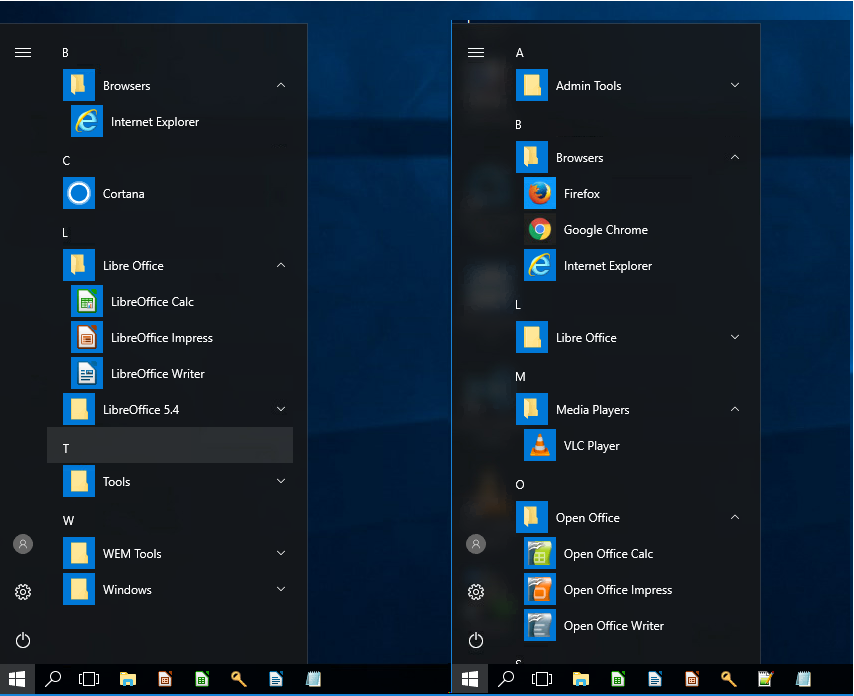 B
Browsers
Internet Explorer
C
Cortana
L
Libre Office
LibreOffice Calc
LibreOffice Impress
LibreOffice Writer
LibreOffice 5.4
T
Tools
W
WEM Tools
Windows
A
Admin Tools
B
Browsers
Firefox
Google Chrome
Internet Explorer
L
Libre Office
M
Media Players
VLC Player
O
Open Office
Open Office Calc
Open Office Impress
Open Office Writer
S